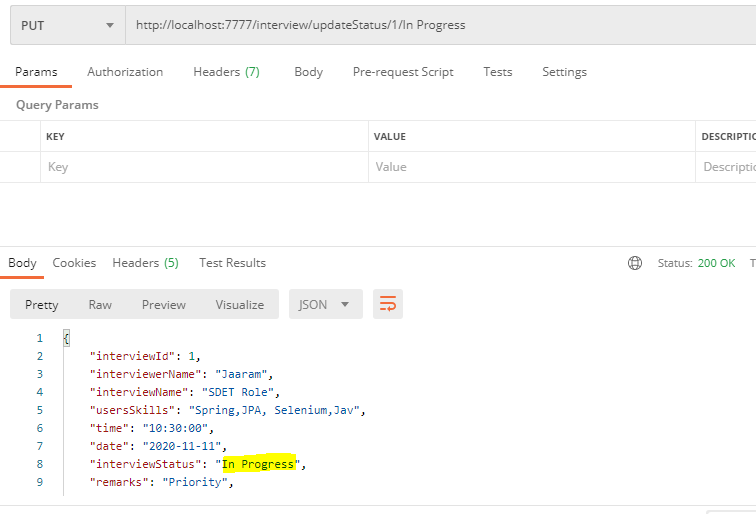 PUT http://localhost:7777/interview/updateStatus/1/In Progress
Params Authorization Headers (7) Body Pre-request Script Tests Settings
Query Params
KEY VALUE DESCRIPTIO
Key Value Descriptio
Body Cookies Headers (5) Test Results Status: 200 OK T
Pretty Raw Preview Visualize JSON
1 {
2 "interviewId": 1,
3 "interviewerName": "Jaaram",
4 "interviewName": "SDET Role",
5 "usersSkills": "Spring,JPA, Selenium,Jav",
6 "time": "10:30:00",
7 "date": "2020-11-11",
8 "interviewStatus": "In Progress",
9 "remarks": "Priority",